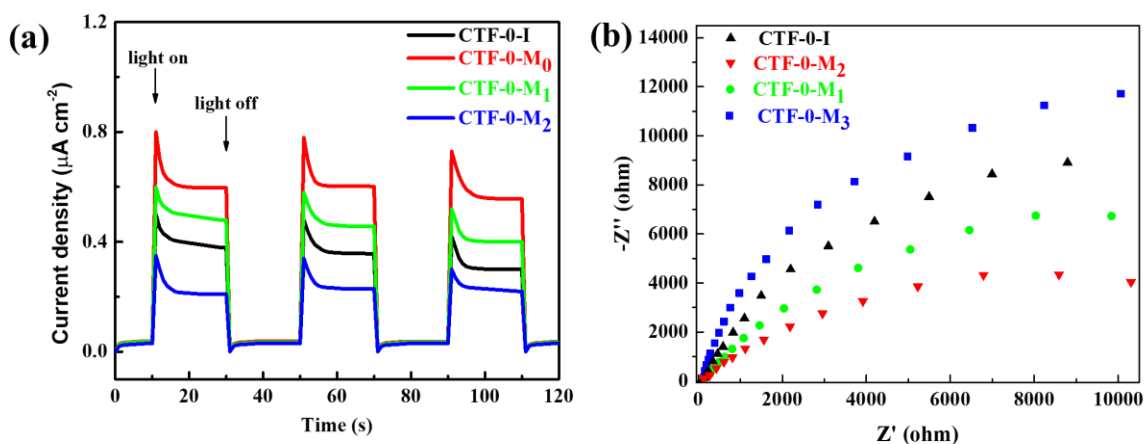 (a)
1.2
0.8
0.4
0.0
Current density (µA cm⁻²)
0 20 40 60 80 100 120
Time (s)
light on
light off
CTF-0-I
CTF-0-M₀
CTF-0-M₁
CTF-0-M₂
(b)
14000
12000
10000
8000
6000
4000
2000
0
-Z'' (ohm)
0 2000 4000 6000 8000 10000
Z' (ohm)
CTF-0-I
CTF-0-M₂
CTF-0-M₁
CTF-0-M₃